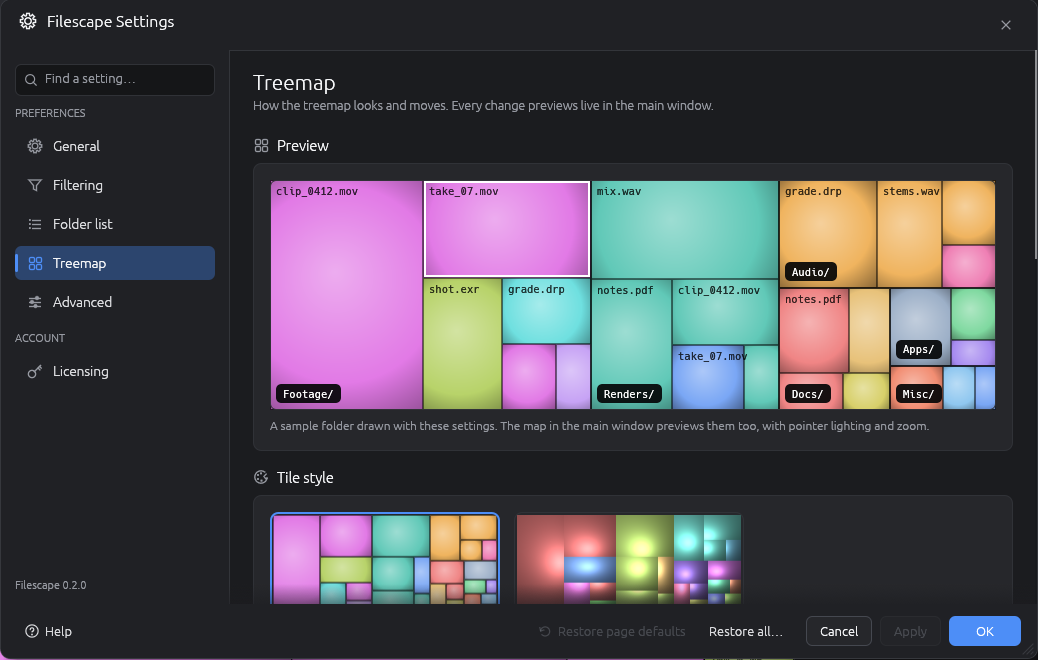 Filescape Settings
Find a setting...
PREFERENCES
General
Filtering
Folder list
Treemap
Advanced
ACCOUNT
Licensing
Filescape 0.2.0
Help
Treemap
How the treemap looks and moves. Every change previews live in the main window.
Preview
clip_0412.mov
take_07.mov
mix.wav
grade.drp
stems.wav
Audio/
shot.exr
grade.drp
notes.pdf
clip_0412.mov
notes.pdf
take_07.mov
Apps/
Footage/
Renders/
Docs/
Misc/
A sample folder drawn with these settings. The map in the main window previews them too, with pointer lighting and zoom.
Tile style
Restore page defaults
Restore all...
Cancel
Apply
OK